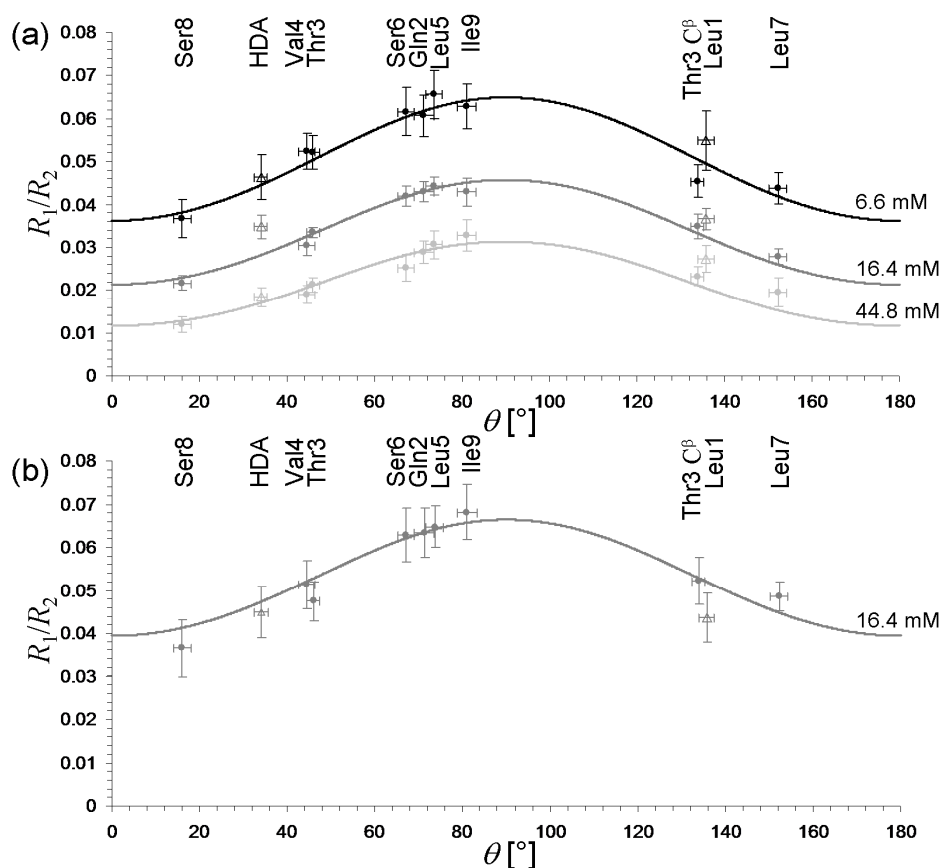 (a)
Ser8 HDA Val4 Thr3 Ser6 Gln2 Leu5 Ile9 Thr3 Cᵝ Leu1 Leu7
R₁/R₂
0.08
0.07
0.06
0.05
0.04
0.03
0.02
0.01
0
6.6 mM
16.4 mM
44.8 mM
0 20 40 60 80 100 120 140 160 180
θ [°]
(b)
Ser8 HDA Val4 Thr3 Ser6 Gln2 Leu5 Ile9 Thr3 Cᵝ Leu1 Leu7
R₁/R₂
0.08
0.07
0.06
0.05
0.04
0.03
0.02
0.01
0
16.4 mM
0 20 40 60 80 100 120 140 160 180
θ [°]